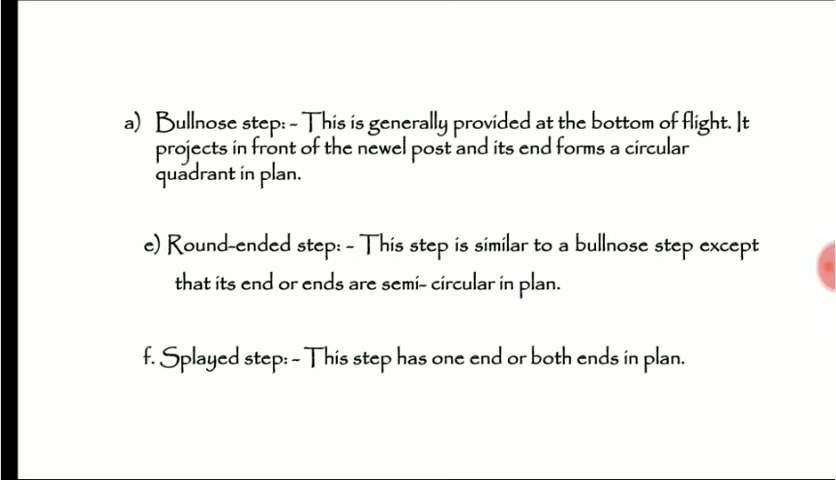 a) Bullnose step: - This is generally provided at the bottom of flight. It
projects in front of the newel post and its end forms a circular
quadrant in plan.
e) Round-ended step: - This step is similar to a bullnose step except
that its end or ends are semi- circular in plan.
f. Splayed step: - This step has one end or both ends in plan.